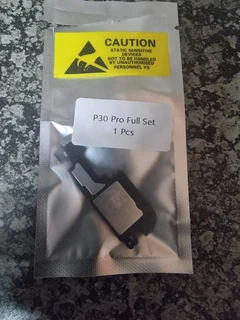 CAUTION
STATIC SENSITIVE
DEVICES
NOT TO BE HANDLED
BY UNAUTHORISED
PERSONNEL
P30 Pro Full Set
1 Pcs